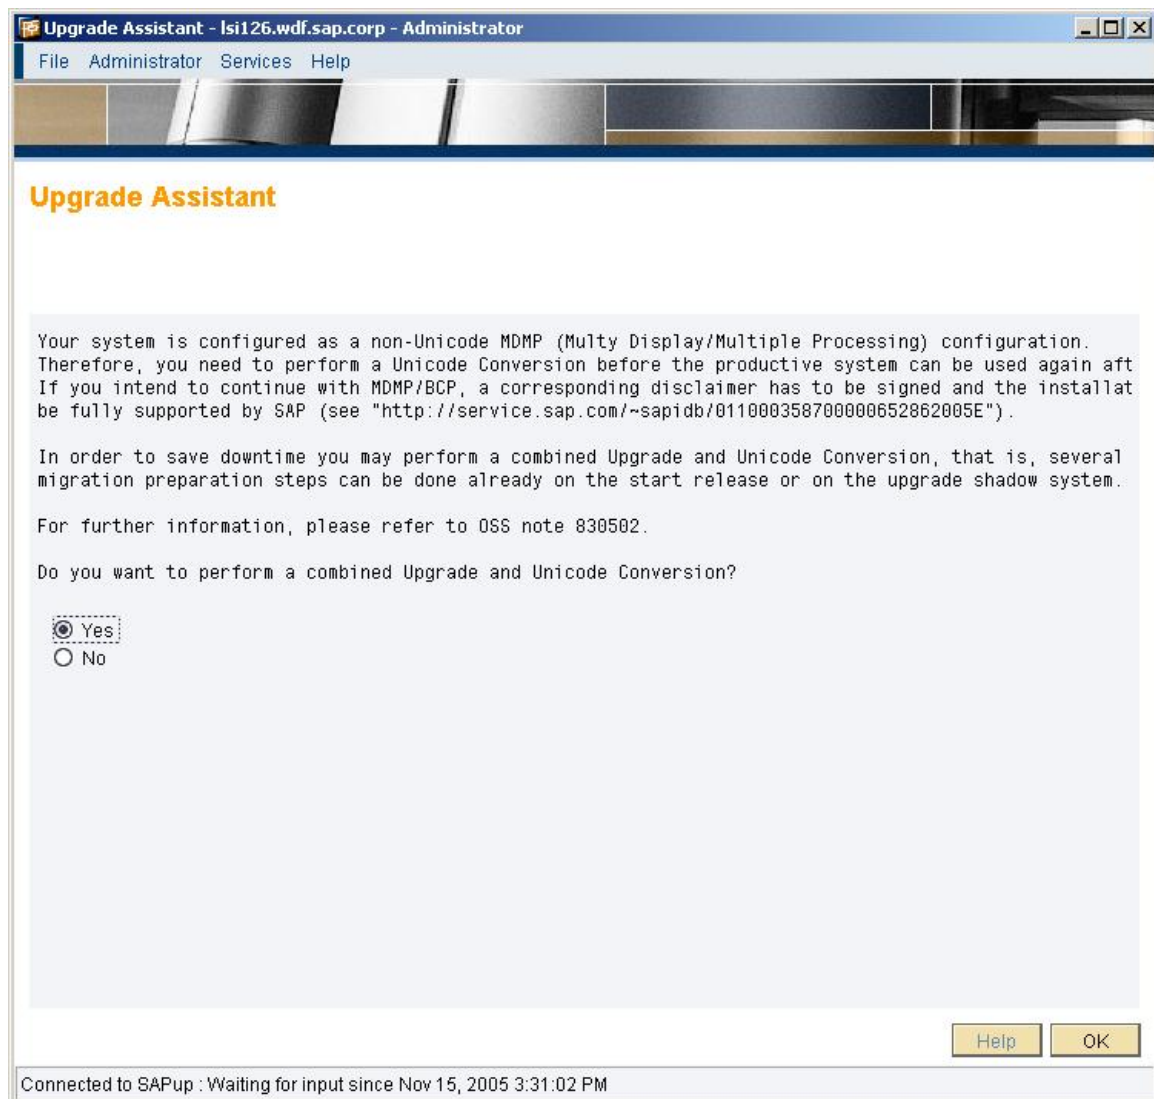 Upgrade Assistant - lsi126.wdf.sap.corp - Administrator
File Administrator Services Help
Upgrade Assistant
Your system is configured as a non-Unicode MDMP (Multy Display/Multiple Processing) configuration.
Therefore, you need to perform a Unicode Conversion before the productive system can be used again aft
If you intend to continue with MDMP/BCP, a corresponding disclaimer has to be signed and the installat
be fully supported by SAP (see "http://service.sap.com/~sapidb/011000358700000652862005E").
In order to save downtime you may perform a combined Upgrade and Unicode Conversion, that is, several
migration preparation steps can be done already on the start release or on the upgrade shadow system.
For further information, please refer to OSS note 830502.
Do you want to perform a combined Upgrade and Unicode Conversion?
Yes
No
Help OK
Connected to SAPup : Waiting for input since Nov 15, 2005 3:31:02 PM